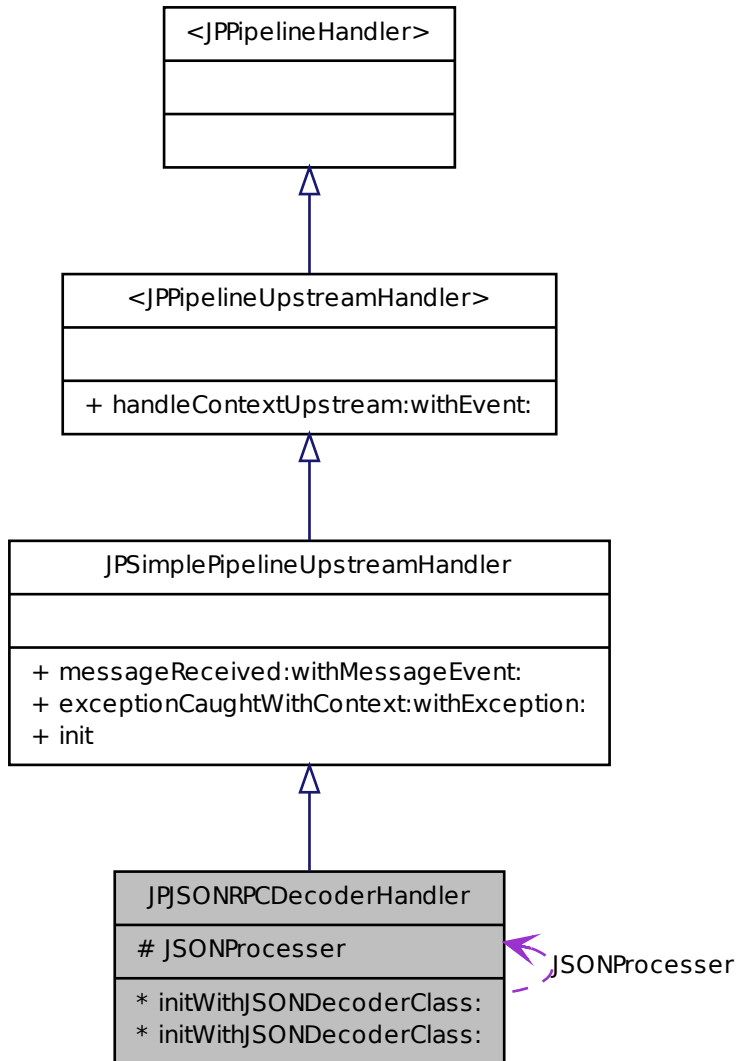 <JPPipelineHandler>
<JPPipelineUpstreamHandler>
+ handleContextUpstream:withEvent:
JPSimplePipelineUpstreamHandler
+ messageReceived:withMessageEvent:
+ exceptionCaughtWithContext:withException:
+ init
JPJSONRPCDecoderHandler
# JSONProcesser
JSONProcesser
* initWithJSONDecoderClass:
* initWithJSONDecoderClass: